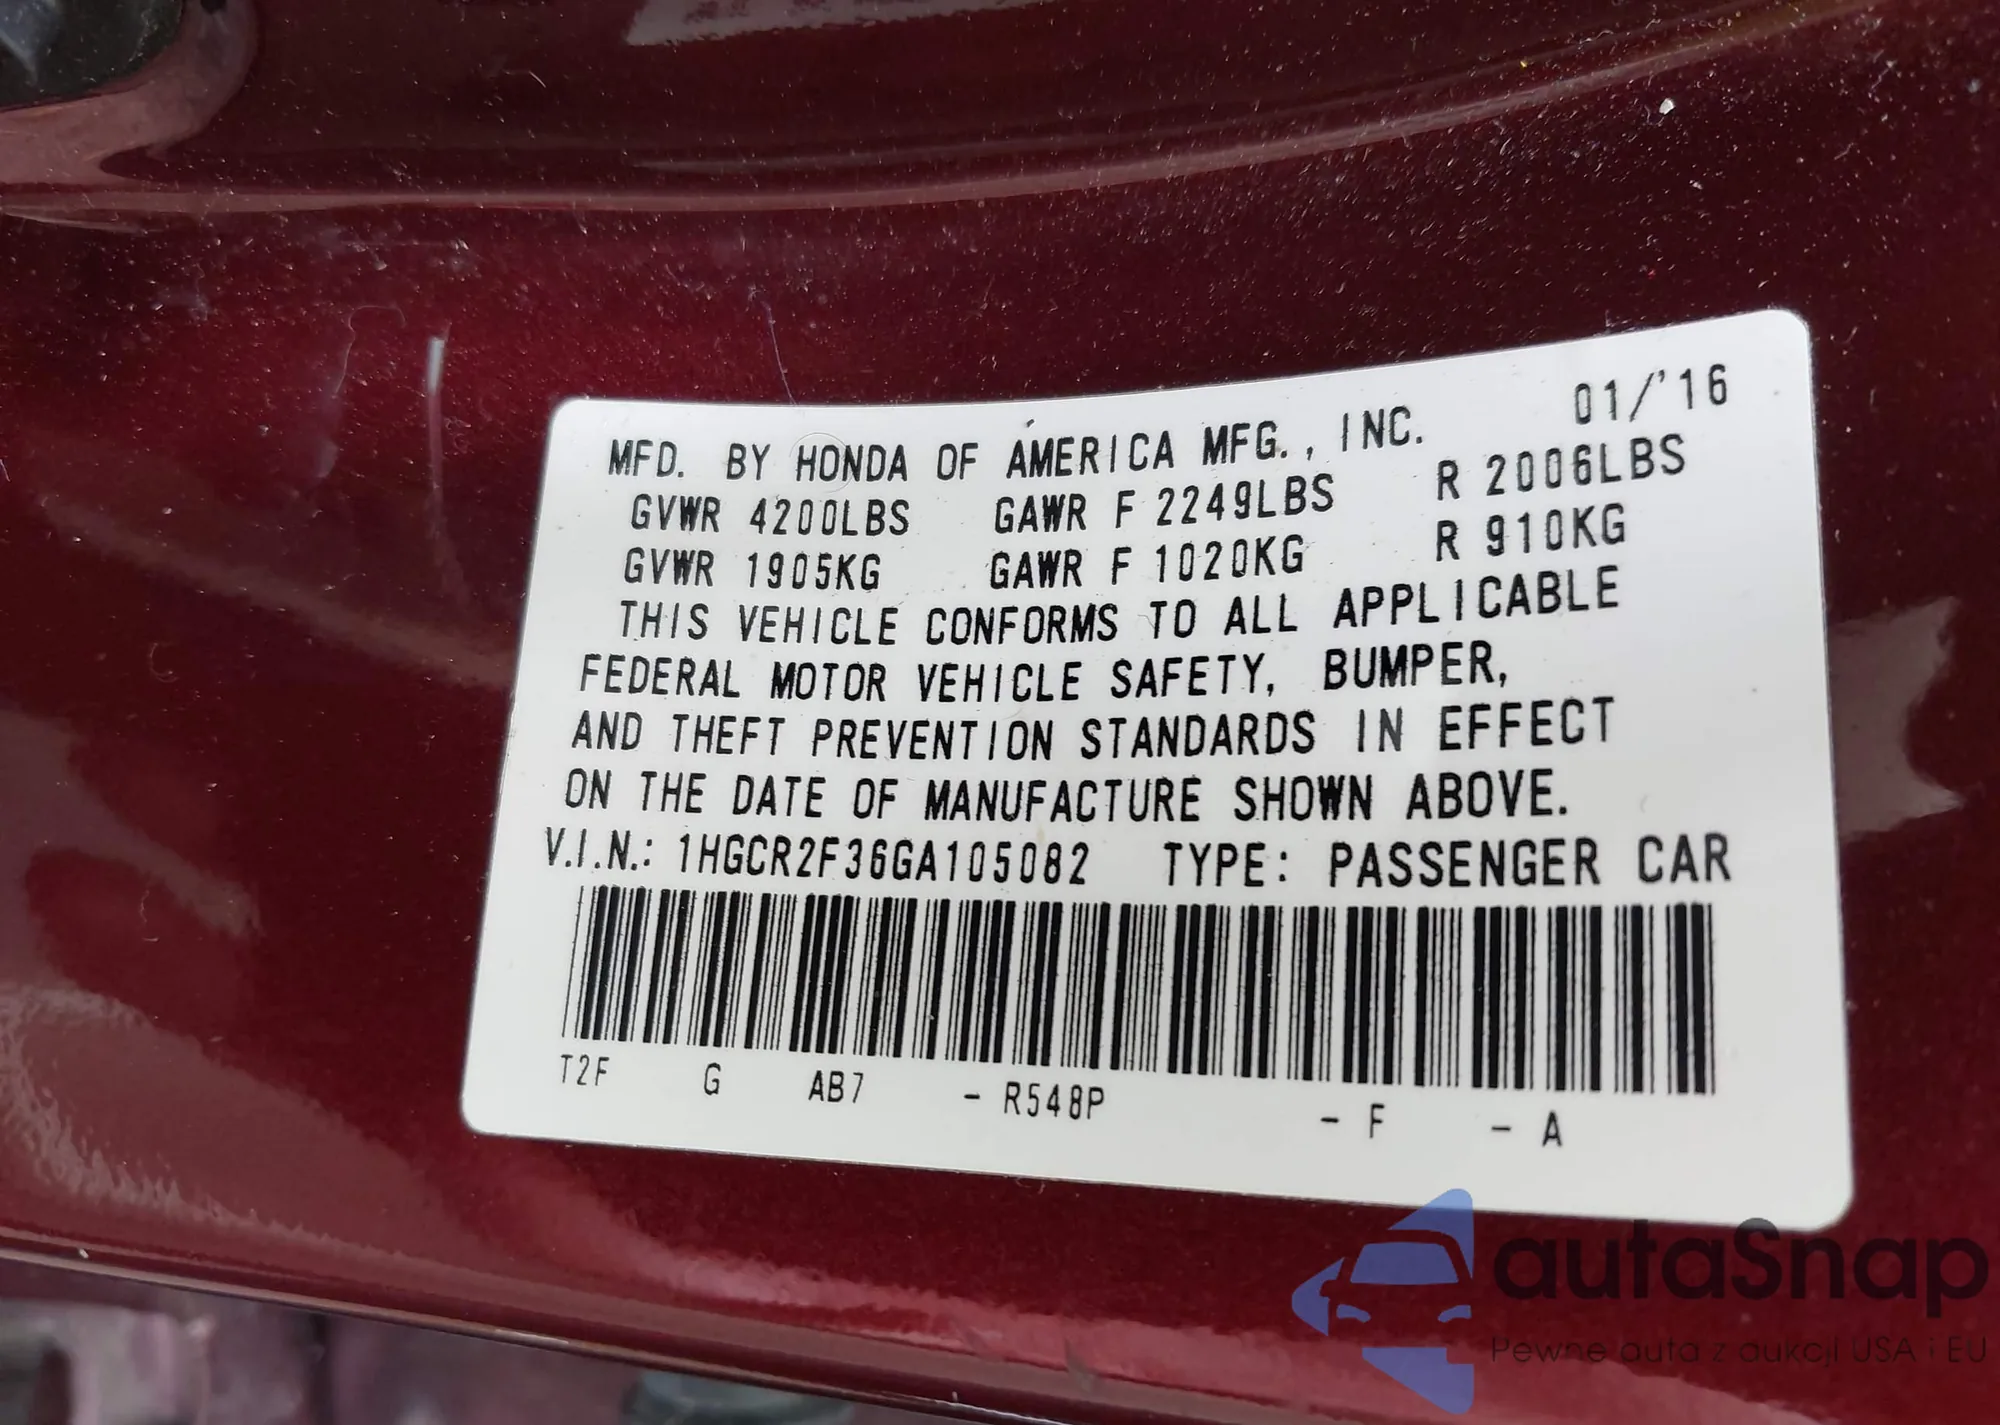 MFD. BY HONDA OF AMERICA MFG., INC. 01/'16
GVWR 4200LBS GAWR F 2249LBS R 2006LBS
GVWR 1905KG GAWR F 1020KG R 910KG
THIS VEHICLE CONFORMS TO ALL APPLICABLE
FEDERAL MOTOR VEHICLE SAFETY, BUMPER,
AND THEFT PREVENTION STANDARDS IN EFFECT
ON THE DATE OF MANUFACTURE SHOWN ABOVE.
V.I.N.: 1HGCR2F36GA105082 TYPE: PASSENGER CAR
T2F G AB7 - R548P - F - A
autaSnap
Pewne auta z aukcji USA i EU